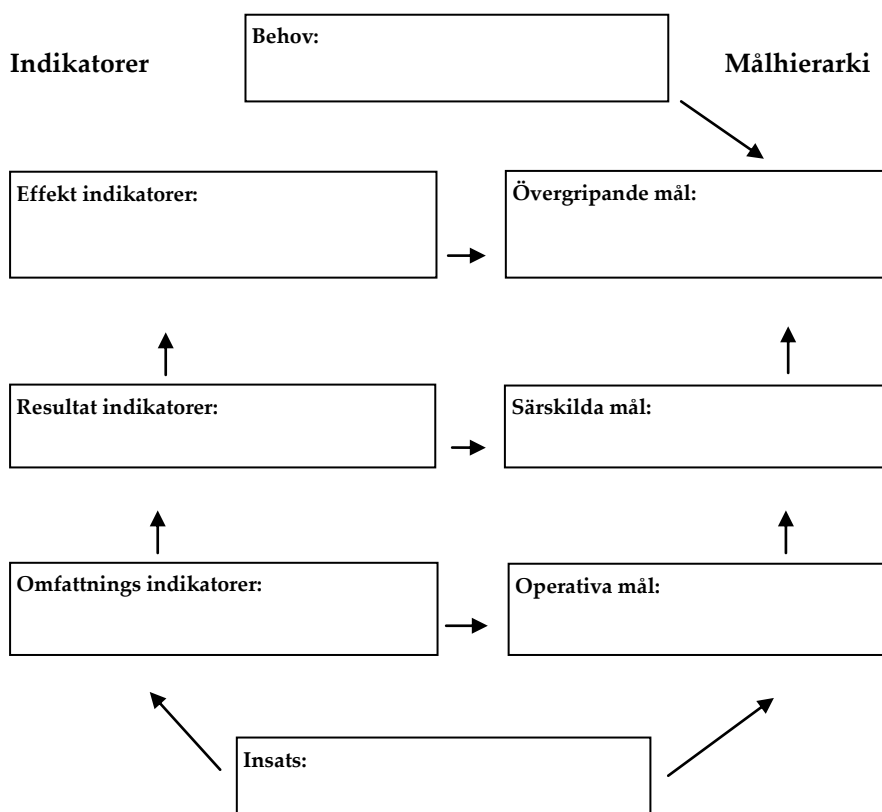 Behov:
Indikatorer
Målhierarki
Effekt indikatorer:
Övergripande mål:
Resultat indikatorer:
Särskilda mål:
Omfattnings indikatorer:
Operativa mål:
Insats: